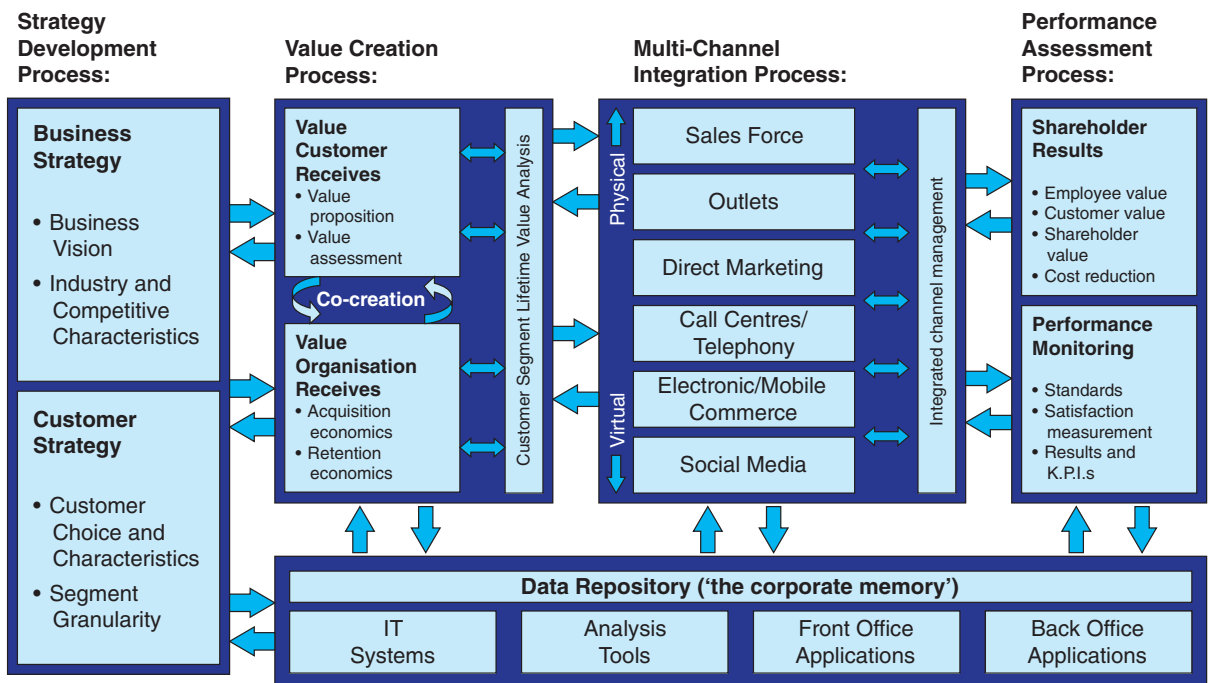 Strategy
Development
Process:
Business
Strategy
• Business
Vision
• Industry and
Competitive
Characteristics
Customer
Strategy
• Customer
Choice and
Characteristics
• Segment
Granularity
Value Creation
Process:
Value
Customer
Receives
• Value
proposition
• Value
assessment
Co-creation
Value
Organisation
Receives
• Acquisition
economics
• Retention
economics
Customer Segment Lifetime Value Analysis
Multi-Channel
Integration Process:
Physical
Virtual
Sales Force
Outlets
Direct Marketing
Call Centres/
Telephony
Electronic/Mobile
Commerce
Social Media
Integrated channel management
Performance
Assessment
Process:
Shareholder
Results
• Employee value
• Customer value
• Shareholder
value
• Cost reduction
Performance
Monitoring
• Standards
• Satisfaction
measurement
• Results and
K.P.I.s
Data Repository (‘the corporate memory’)
IT
Systems
Analysis
Tools
Front Office
Applications
Back Office
Applications